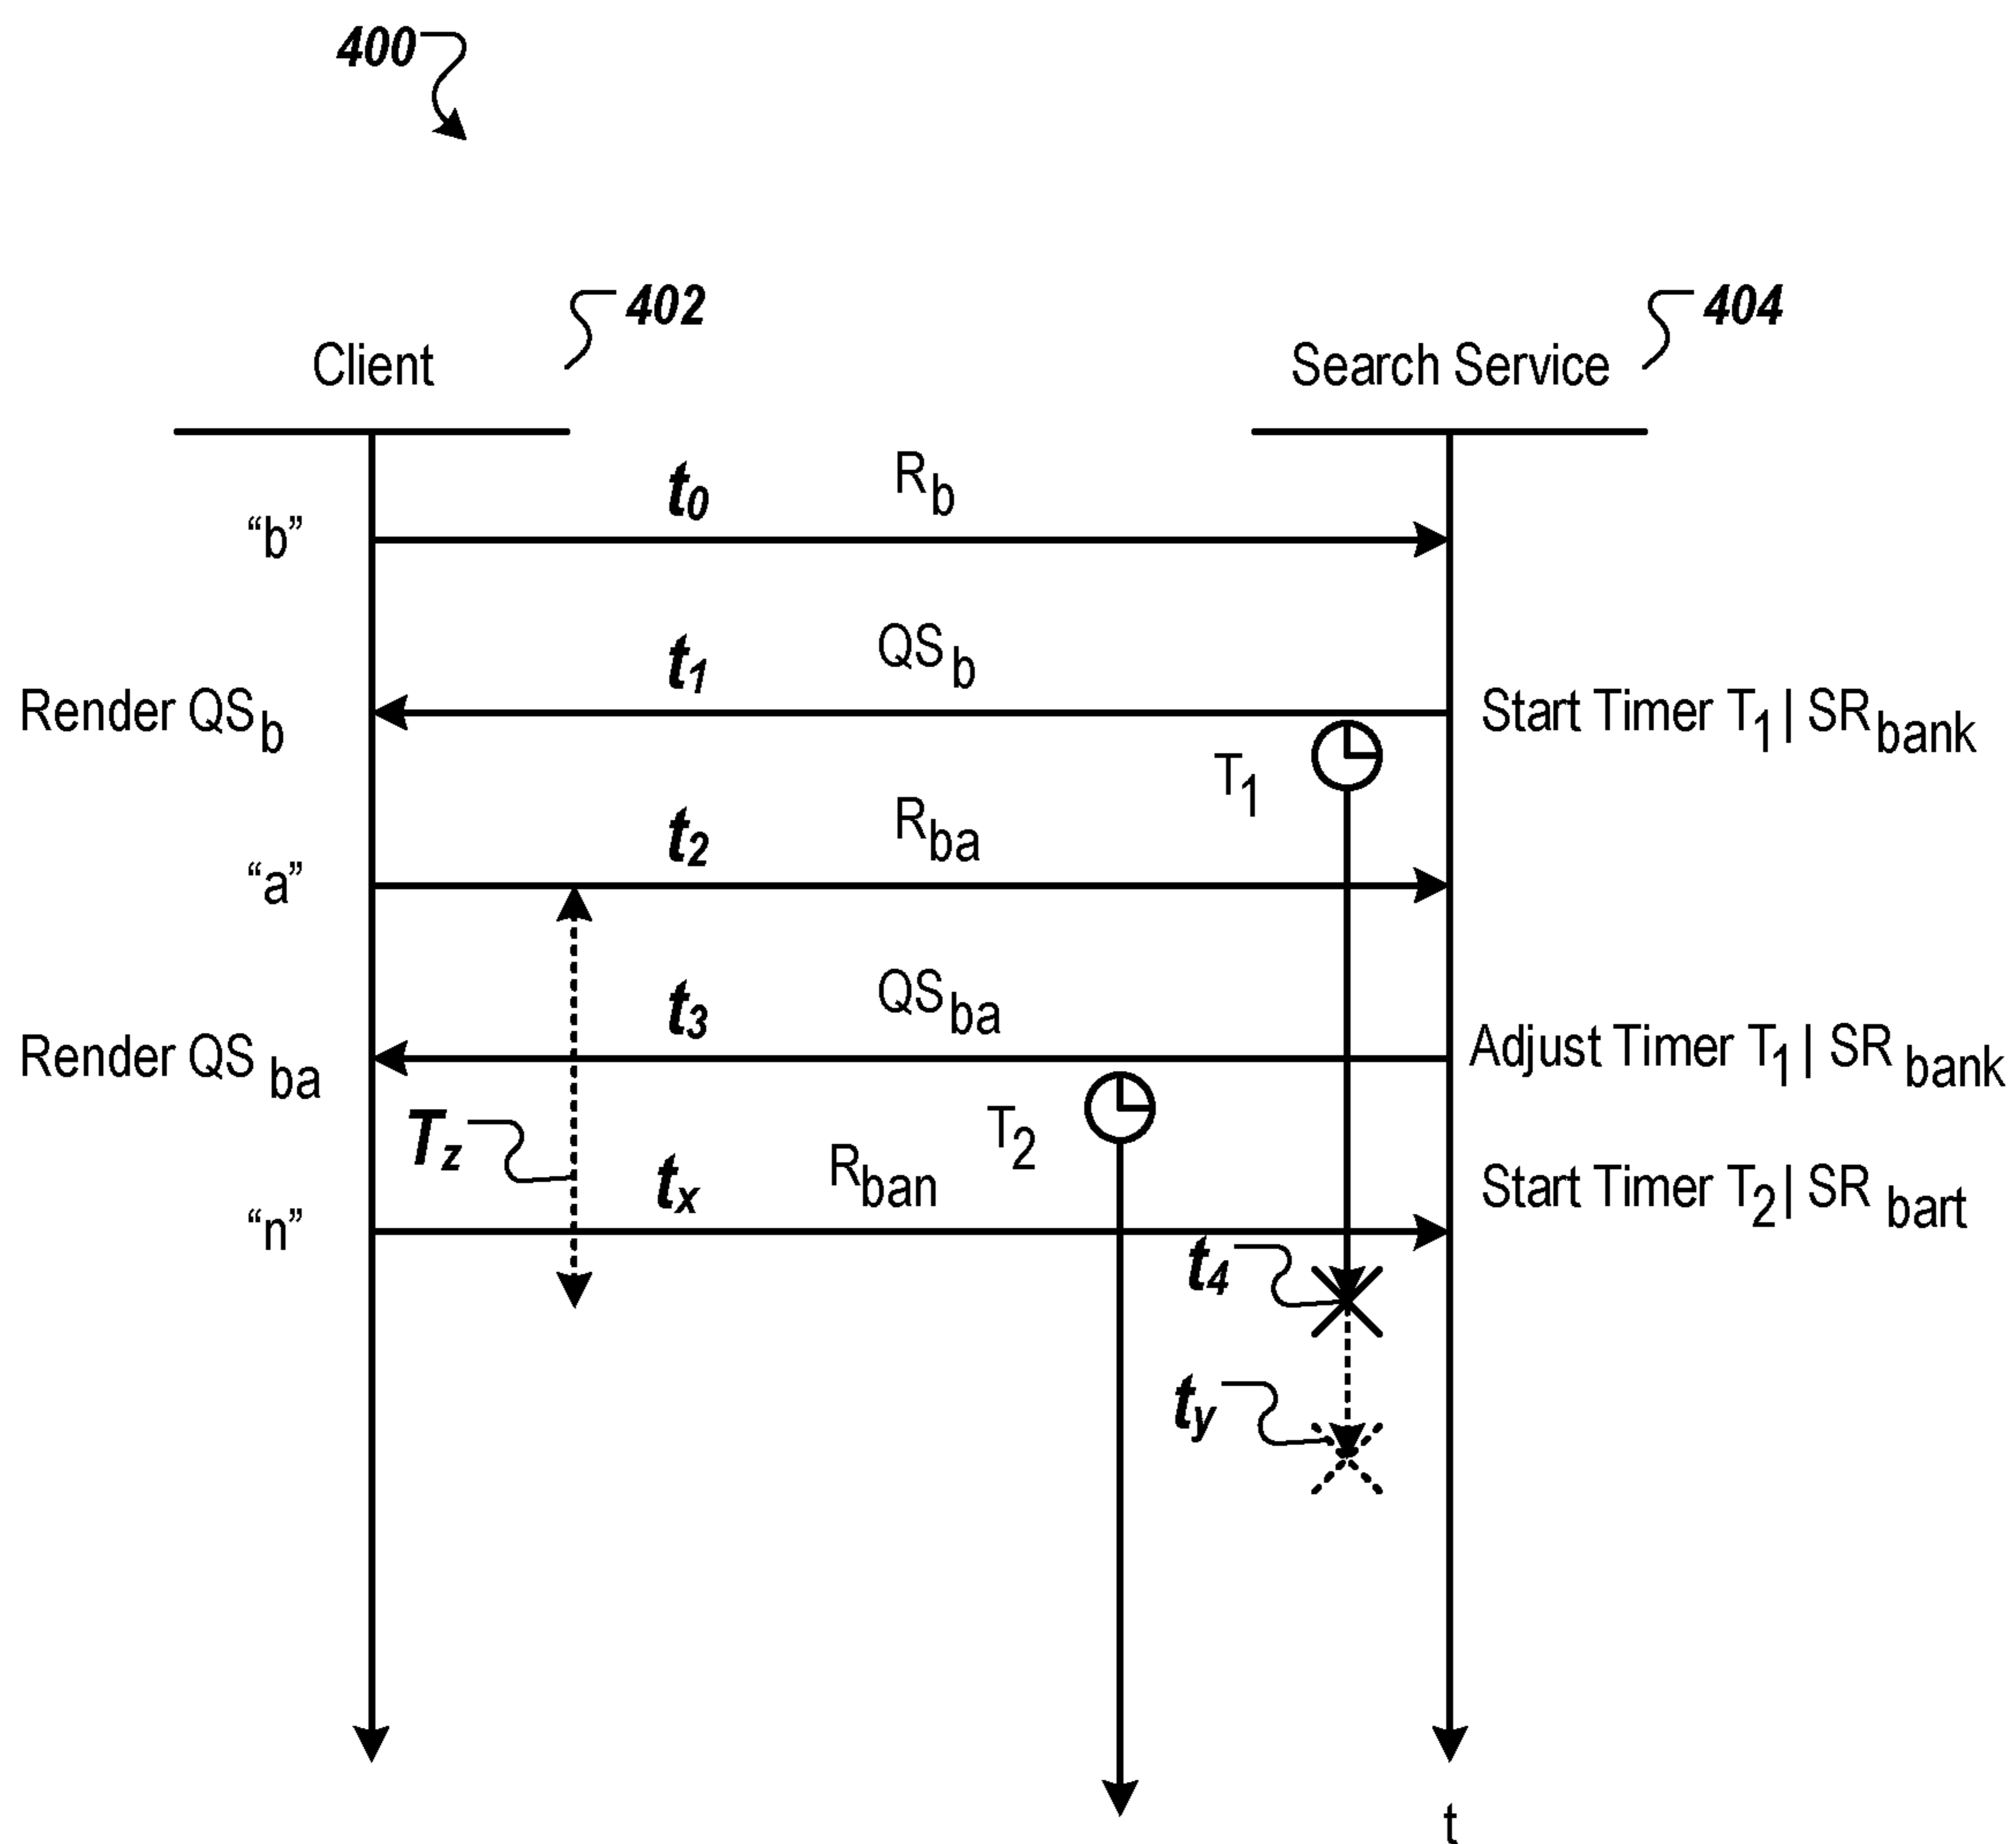 400
402
404
Client
Search Service
t0
Rb
“b”
t1
QSb
Render QSb
Start Timer T1 | SRbank
T1
t2
Rba
“a”
t3
QSba
Render QS ba
Adjust Timer T1 | SR bank
Tz
T2
tx
Rban
Start Timer T2 | SR bart
“n”
t4
ty
t